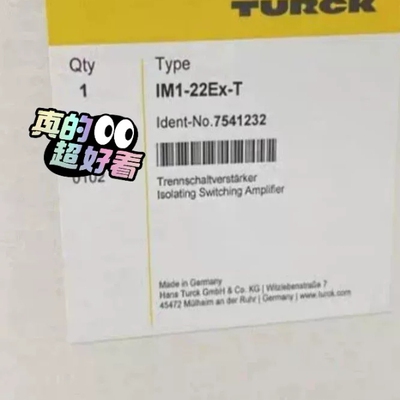 TURCK
Qty Type
1 IM1-22Ex-T
Ident-No.7541232
真的
超好看
0102
Trennschaltverstärker
Isolating Switching Amplifier
Made in Germany
Hans Turck GmbH & Co. KG | Witzlebenstraße 7
45472 Mülheim an der Ruhr | Germany | www.turck.com